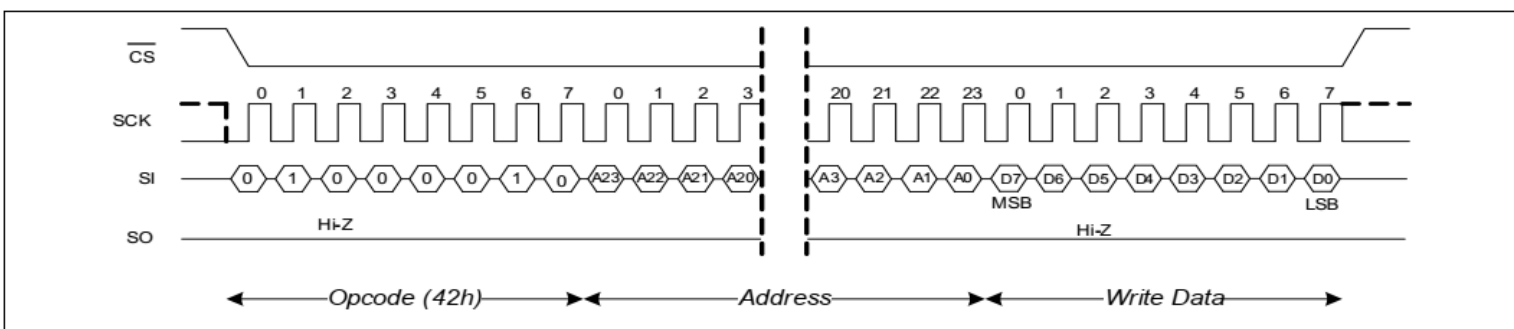 CS
0 1 2 3 4 5 6 7 0 1 2 3 20 21 22 23 0 1 2 3 4 5 6 7
SCK
SI 0 1 0 0 0 0 1 0 A23 A22 A21 A20 A3 A2 A1 A0 D7 D6 D5 D4 D3 D2 D1 D0
MSB LSB
Hi-Z Hi-Z
SO
Opcode (42h) Address Write Data